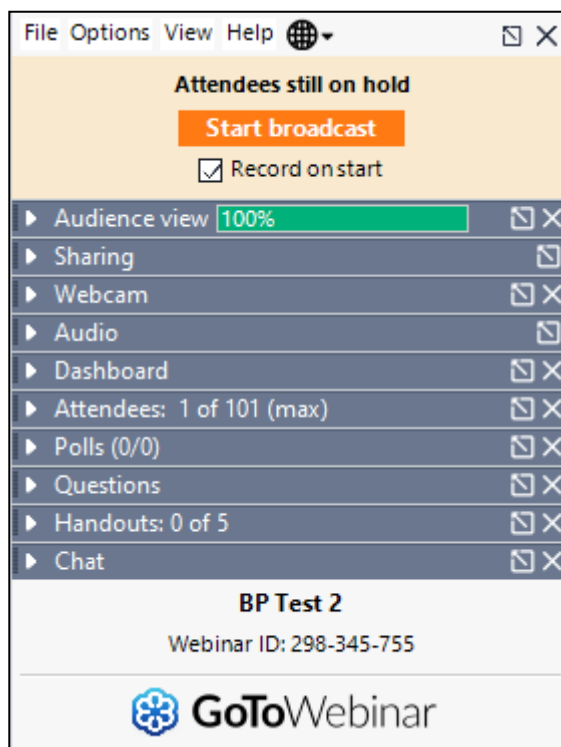 File Options View Help
Attendees still on hold
Start broadcast
Record on start
Audience view 100%
Sharing
Webcam
Audio
Dashboard
Attendees: 1 of 101 (max)
Polls (0/0)
Questions
Handouts: 0 of 5
Chat
BP Test 2
Webinar ID: 298-345-755
GoToWebinar